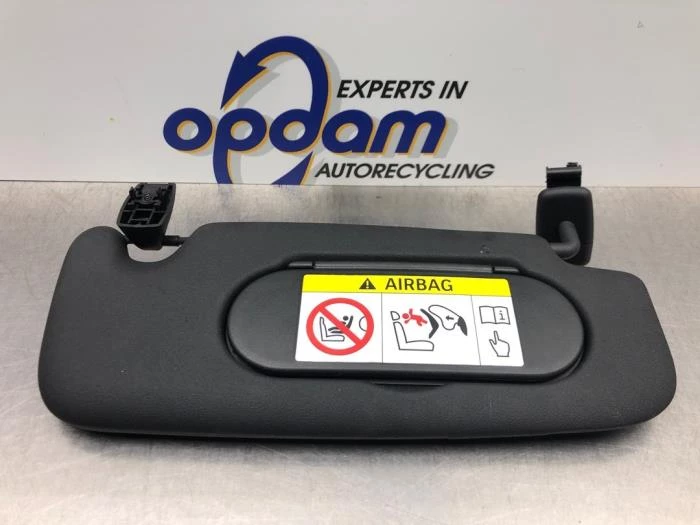 EXPERTS IN
opdam
AUTORECYCLING
AIRBAG